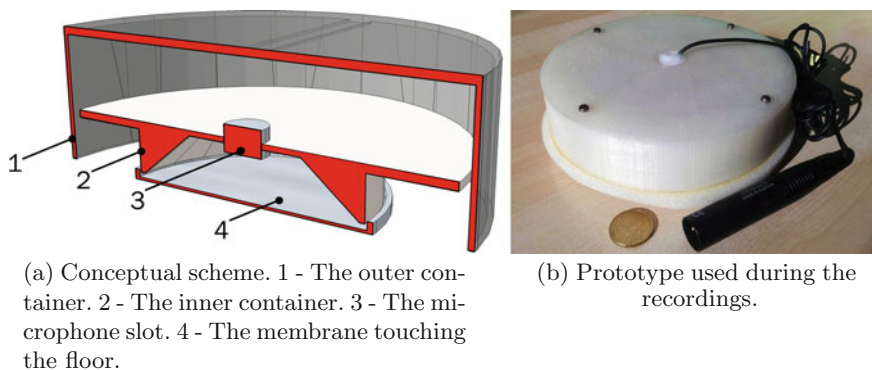 1
2
3
4
(a) Conceptual scheme. 1 - The outer con-
tainer. 2 - The inner container. 3 - The mi-
crophone slot. 4 - The membrane touching
the floor.
(b) Prototype used during the
recordings.